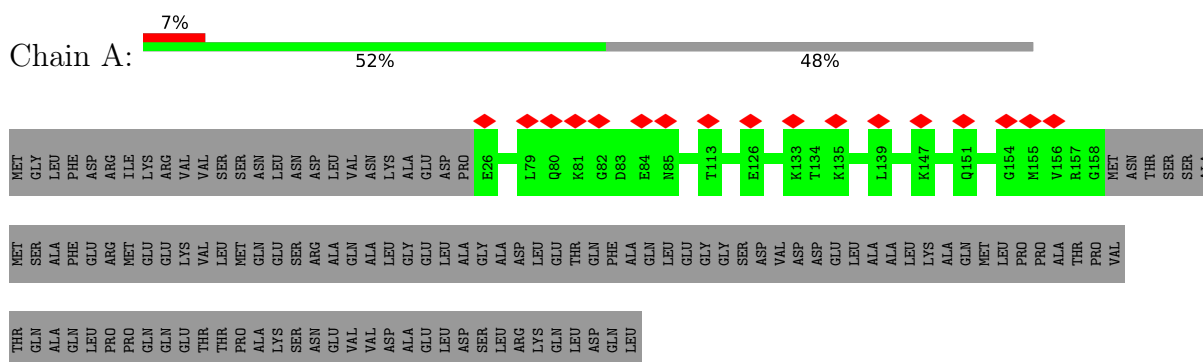 7%
Chain A:
52% 48%
MET GLY LEU PHE ASP ARG ILE LYS ARG VAL VAL SER SER ASN LEU ASN ASP LEU VAL ASN LYS ALA GLU ASP PRO E26 L79 Q80 K81 G82 D83 E84 N85 T113 E126 K133 T134 K135 L139 K147 Q151 G154 M155 V156 R157 G158 MET ASN THR SER SER ALA
MET SER ALA PHE GLU ARG MET GLU GLU LYS VAL LEU MET GLN GLU SER ARG ALA GLN ALA LEU GLY GLU LEU ALA GLY ALA ASP LEU GLU THR GLN PHE ALA GLN LEU GLU GLY GLY SER ASP VAL ASP ASP GLU LEU ALA ALA LEU LYS ALA GLN MET LEU PRO PRO ALA THR PRO VAL
THR GLN ALA GLN LEU PRO PRO GLN GLN GLU THR THR PRO ALA LYS SER ASN GLU VAL VAL ASP ALA GLU LEU ASP SER LEU ARG LYS GLN LEU ASP GLN LEU